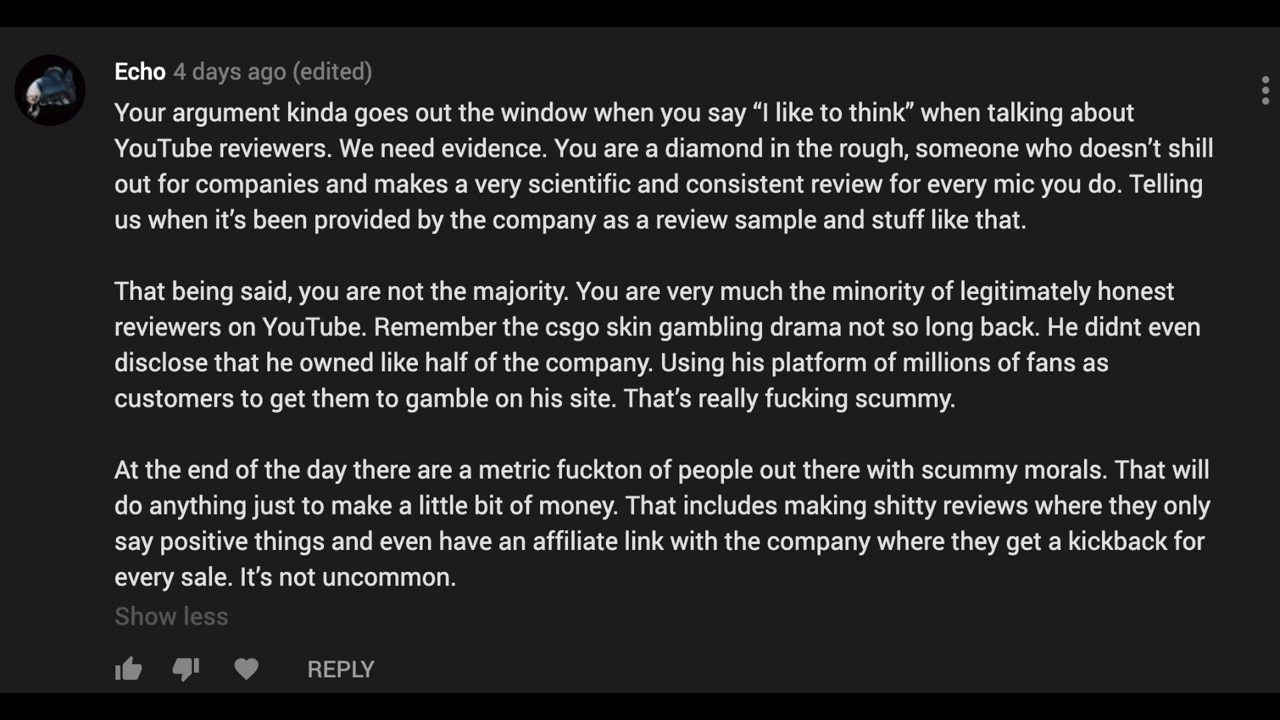 Echo 4 days ago (edited)
Your argument kinda goes out the window when you say “I like to think” when talking about
YouTube reviewers. We need evidence. You are a diamond in the rough, someone who doesn’t shill
out for companies and makes a very scientific and consistent review for every mic you do. Telling
us when it’s been provided by the company as a review sample and stuff like that.
That being said, you are not the majority. You are very much the minority of legitimately honest
reviewers on YouTube. Remember the csgo skin gambling drama not so long back. He didnt even
disclose that he owned like half of the company. Using his platform of millions of fans as
customers to get them to gamble on his site. That’s really fucking scummy.
At the end of the day there are a metric fuckton of people out there with scummy morals. That will
do anything just to make a little bit of money. That includes making shitty reviews where they only
say positive things and even have an affiliate link with the company where they get a kickback for
every sale. It’s not uncommon.
Show less
REPLY